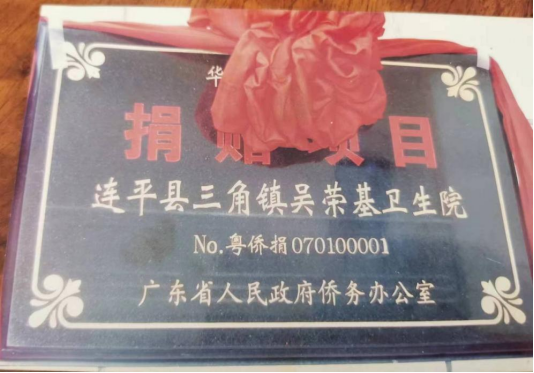 华
捐赠项目
连平县三角镇吴荣基卫生院
No.粤侨捐070100001
广东省人民政府侨务办公室